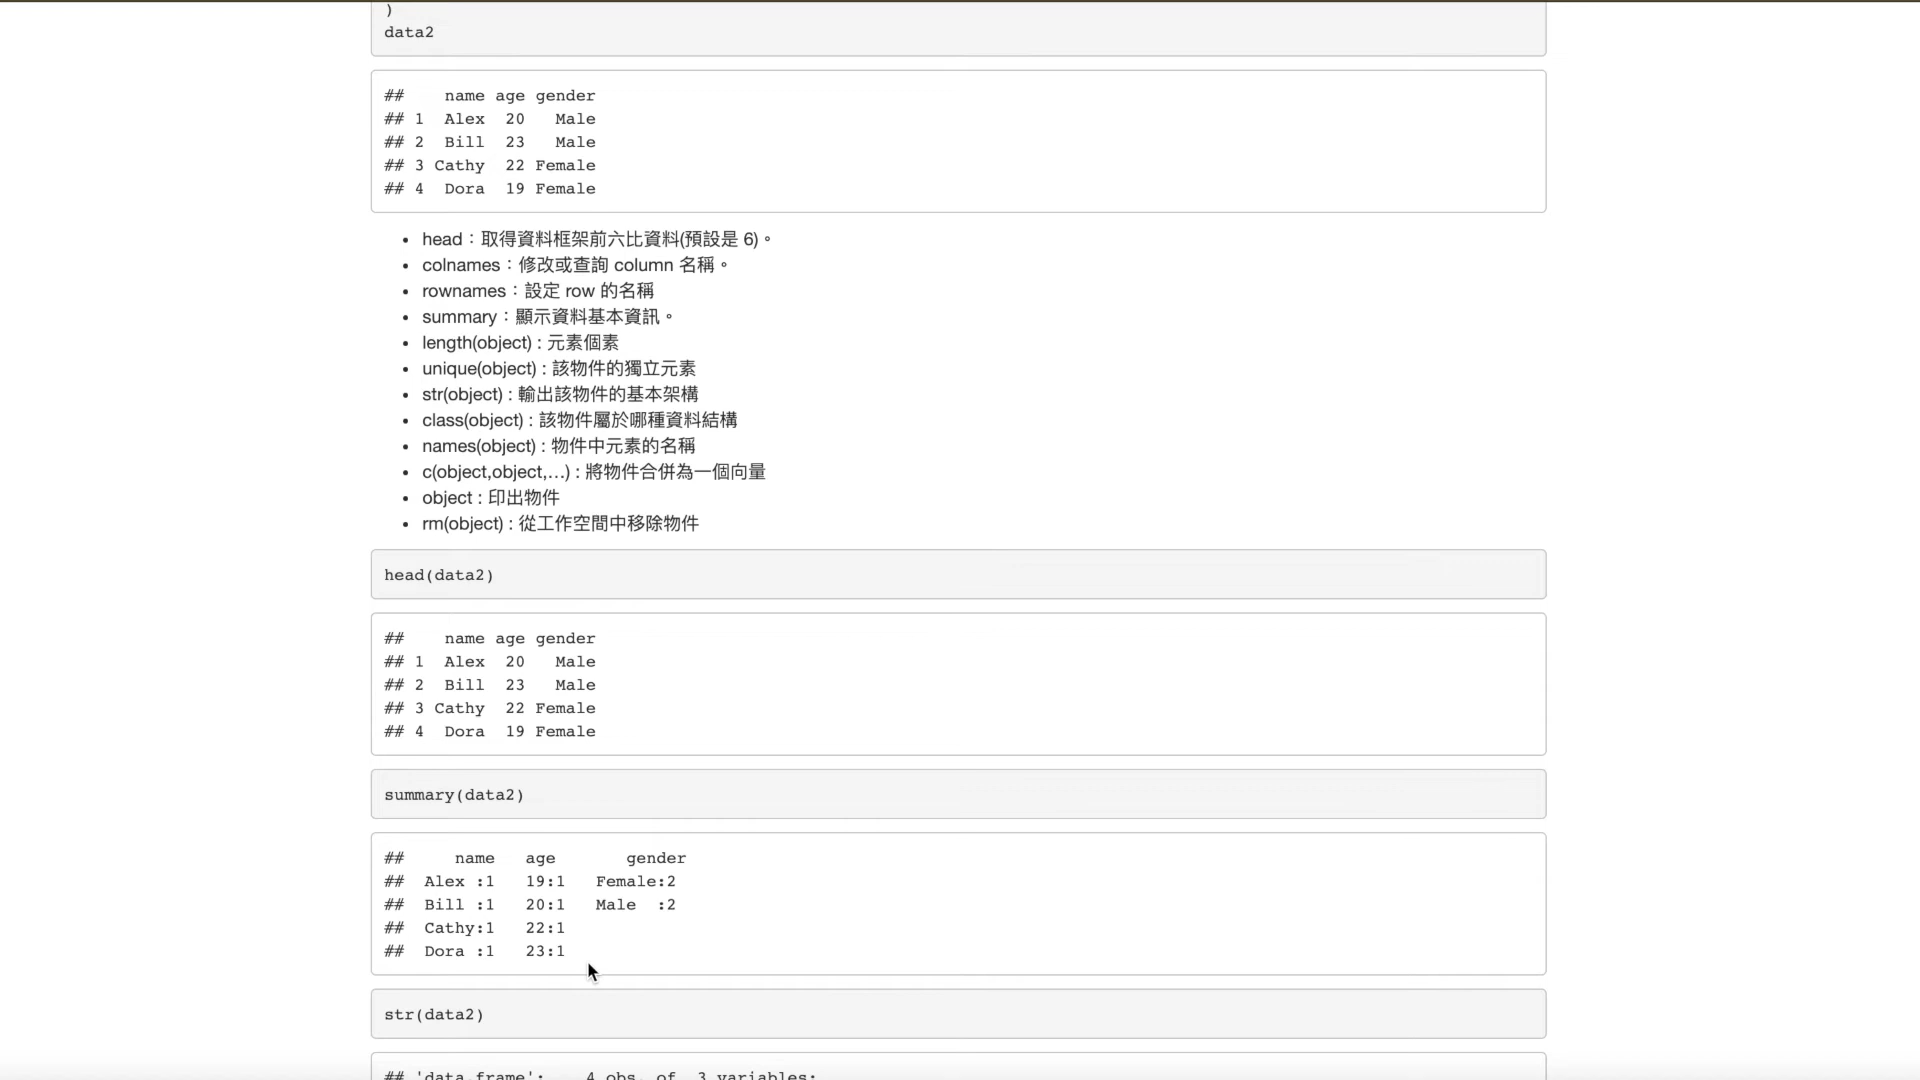 )
data2
##    name age gender
## 1  Alex  20   Male
## 2  Bill  23   Male
## 3 Cathy  22 Female
## 4  Dora  19 Female
• head：取得資料框架前六比資料(預設是 6)。
• colnames：修改或查詢 column 名稱。
• rownames：設定 row 的名稱
• summary：顯示資料基本資訊。
• length(object) : 元素個素
• unique(object) : 該物件的獨立元素
• str(object) : 輸出該物件的基本架構
• class(object) : 該物件屬於哪種資料結構
• names(object) : 物件中元素的名稱
• c(object,object,…) : 將物件合併為一個向量
• object : 印出物件
• rm(object) : 從工作空間中移除物件
head(data2)
##    name age gender
## 1  Alex  20   Male
## 2  Bill  23   Male
## 3 Cathy  22 Female
## 4  Dora  19 Female
summary(data2)
##     name   age       gender
##  Alex :1   19:1   Female:2
##  Bill :1   20:1   Male  :2
##  Cathy:1   22:1
##  Dora :1   23:1
str(data2)
## 'data.frame':    4 obs. of  3 variables: